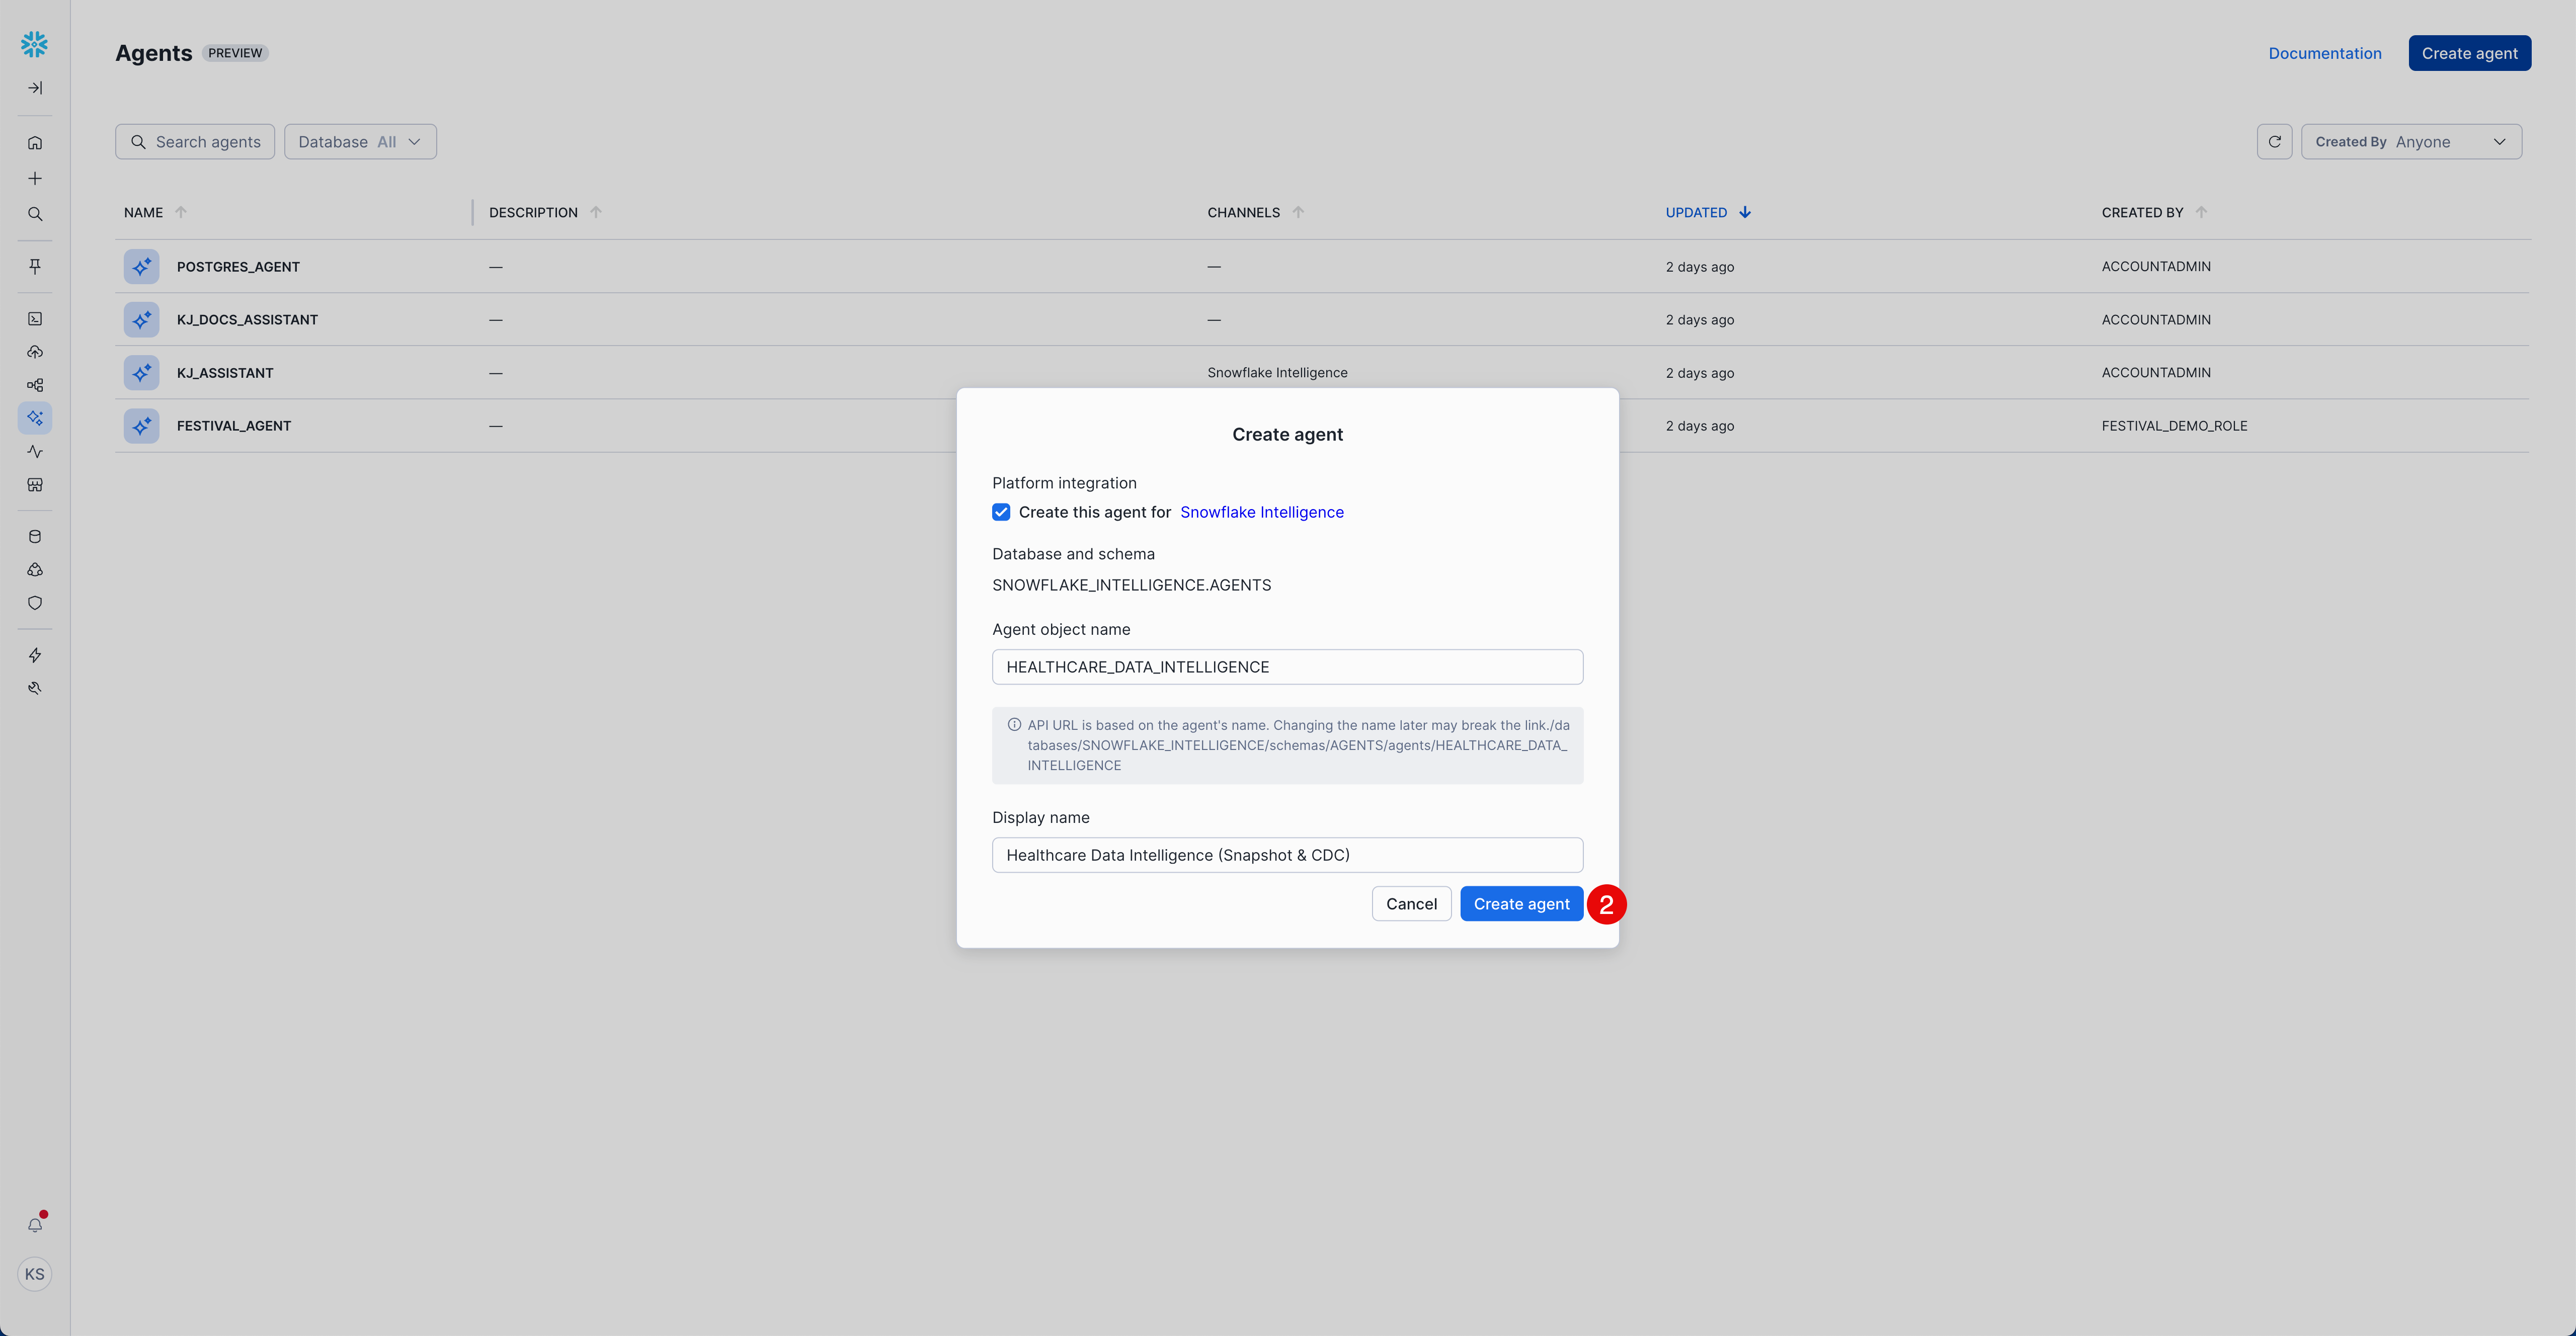 Agents PREVIEW
Documentation
Create agent
Search agents
Database All
Created By Anyone
NAME DESCRIPTION CHANNELS UPDATED CREATED BY
POSTGRES_AGENT — — 2 days ago ACCOUNTADMIN
KJ_DOCS_ASSISTANT — — 2 days ago ACCOUNTADMIN
KJ_ASSISTANT — Snowflake Intelligence 2 days ago ACCOUNTADMIN
FESTIVAL_AGENT — 2 days ago FESTIVAL_DEMO_ROLE
Create agent
Platform integration
Create this agent for Snowflake Intelligence
Database and schema
SNOWFLAKE_INTELLIGENCE.AGENTS
Agent object name
HEALTHCARE_DATA_INTELLIGENCE
API URL is based on the agent's name. Changing the name later may break the link./da
tabases/SNOWFLAKE_INTELLIGENCE/schemas/AGENTS/agents/HEALTHCARE_DATA_
INTELLIGENCE
Display name
Healthcare Data Intelligence (Snapshot & CDC)
Cancel
Create agent
2
KS